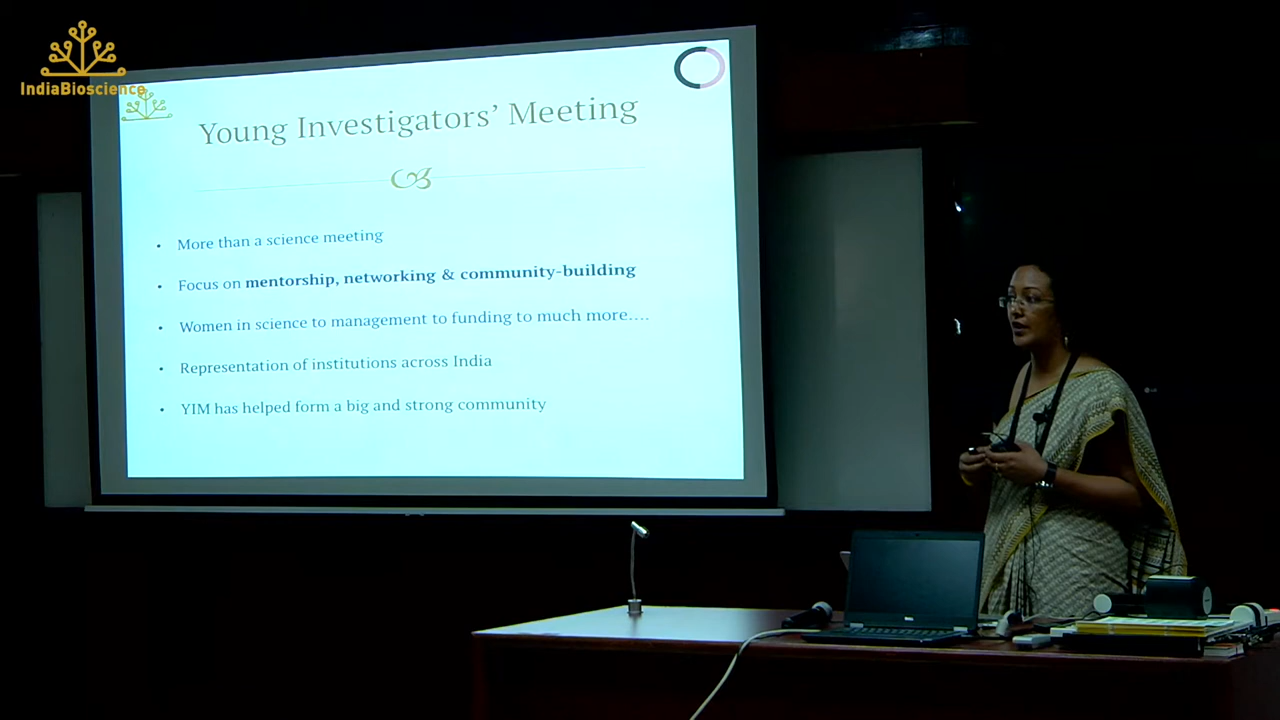 IndiaBioscience
Young Investigators' Meeting
• More than a science meeting
• Focus on mentorship, networking & community-building
• Women in science to management to funding to much more....
• Representation of institutions across India
• YIM has helped form a big and strong community